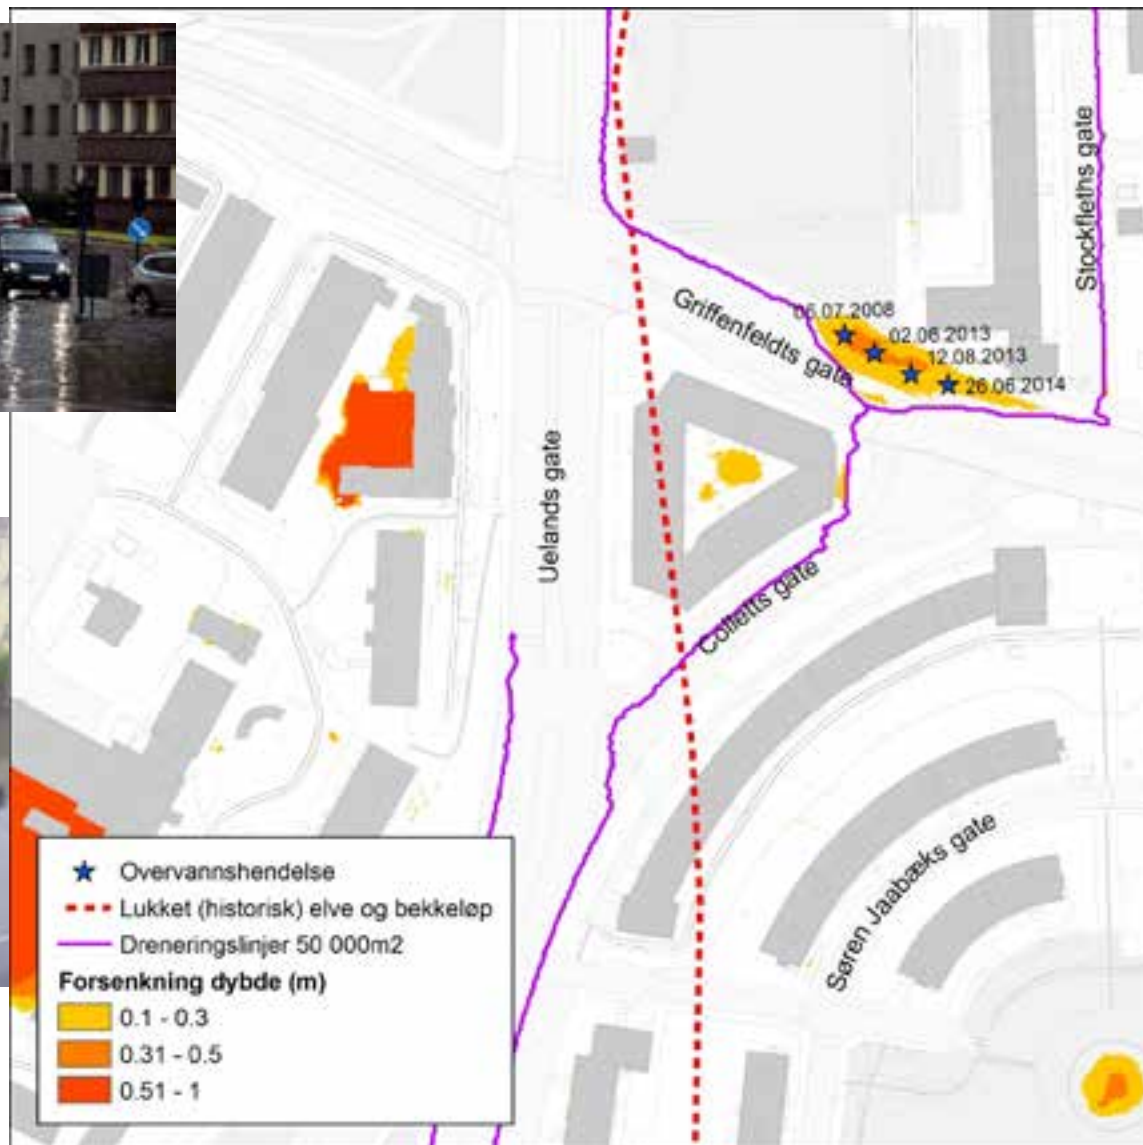 Stockfleths gate
06.07.2008
Griffenfeldts gate
02.06.2013
12.08.2013
26.06.2014
Uelands gate
Colletts gate
Søren Jaabæks gate
Overvannshendelse
Lukket (historisk) elve og bekkeløp
Dreneringslinjer 50 000m2
Forsenkning dybde (m)
0.1 - 0.3
0.31 - 0.5
0.51 - 1